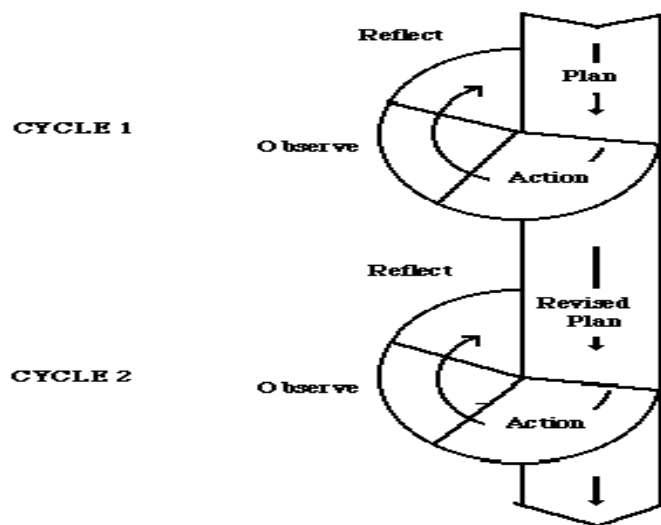 Reflect
Plan
CYCLE 1
Observe
Action
Reflect
Revised
Plan
CYCLE 2
Observe
Action